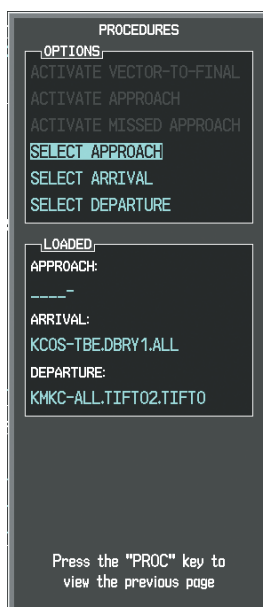 PROCEDURES
OPTIONS
ACTIVATE VECTOR-TO-FINAL
ACTIVATE APPROACH
ACTIVATE MISSED APPROACH
SELECT APPROACH
SELECT ARRIVAL
SELECT DEPARTURE
LOADED
APPROACH:
____-
ARRIVAL:
KCOS-TBE.DBRY1.ALL
DEPARTURE:
KMKC-ALL.TIFTO2.TIFTO
Press the "PROC" key to
view the previous page